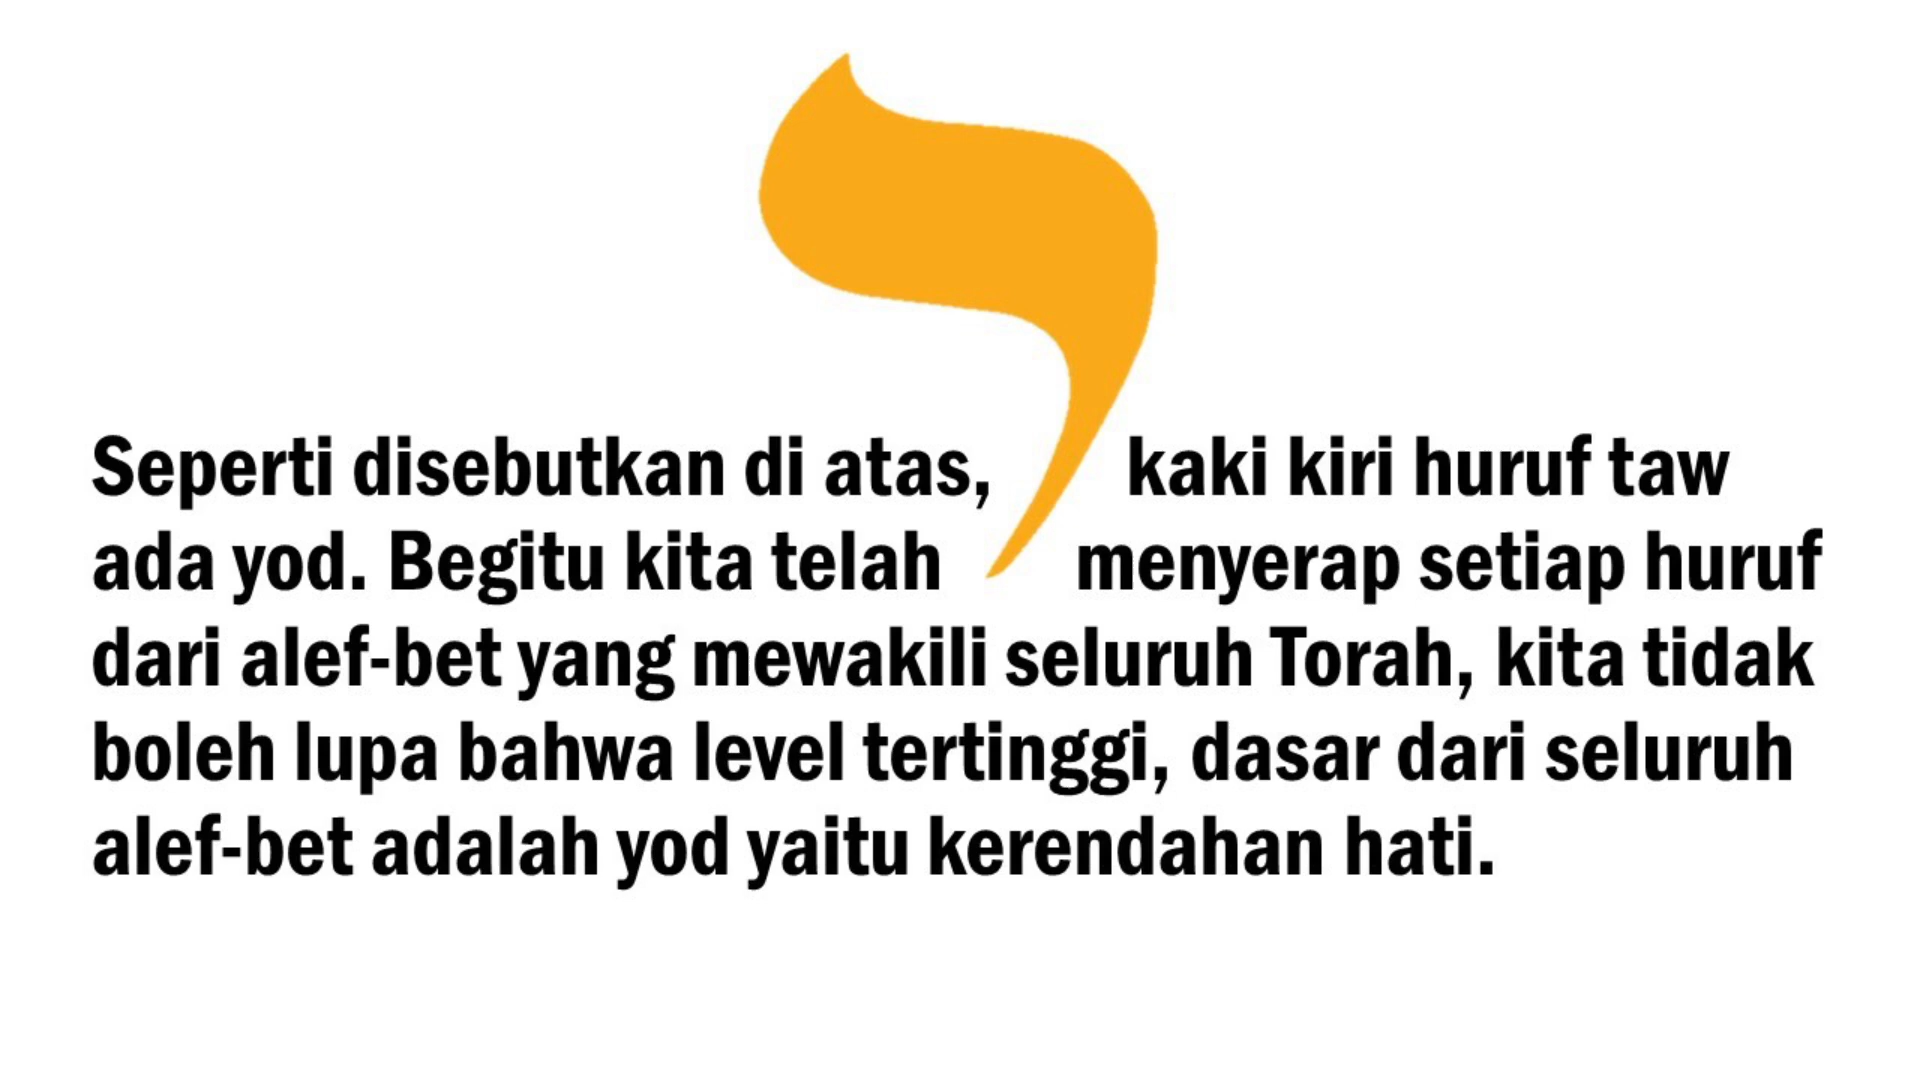 י
Seperti disebutkan di atas, kaki kiri huruf taw
ada yod. Begitu kita telah menyerap setiap huruf
dari alef-bet yang mewakili seluruh Torah, kita tidak
boleh lupa bahwa level tertinggi, dasar dari seluruh
alef-bet adalah yod yaitu kerendahan hati.